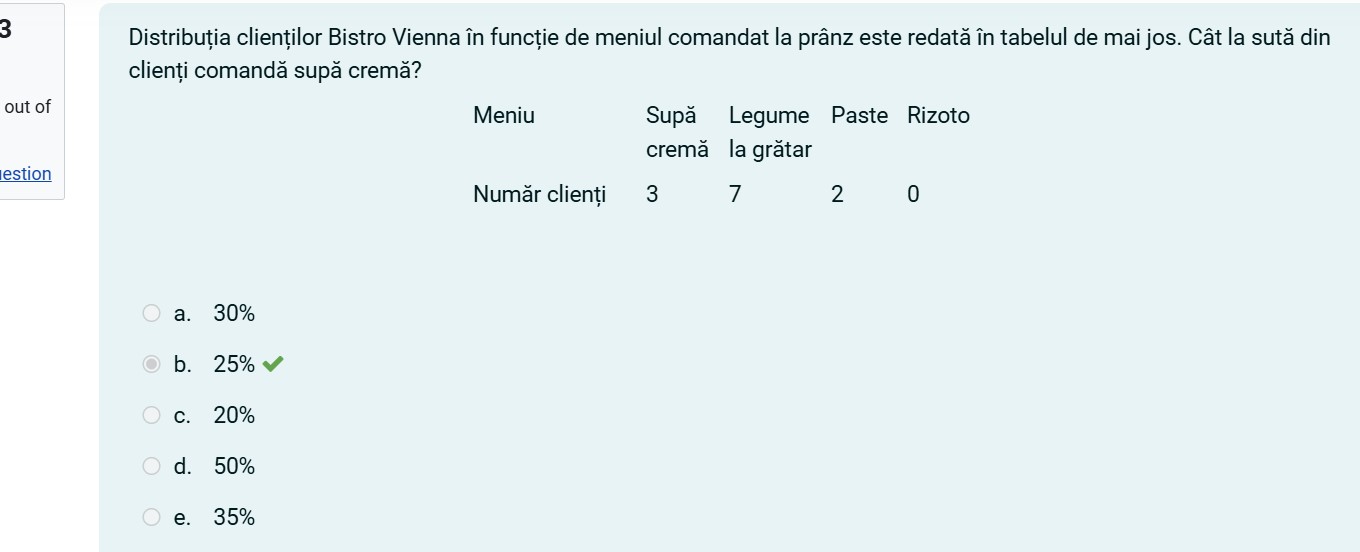 3
out of
estion
Distribuția clienților Bistro Vienna în funcție de meniul comandat la prânz este redată în tabelul de mai jos. Cât la sută din
clienți comandă supă cremă?
Meniu Supă Legume Paste Rizoto
cremă la grătar
Număr clienți 3 7 2 0
a. 30%
b. 25%
c. 20%
d. 50%
e. 35%